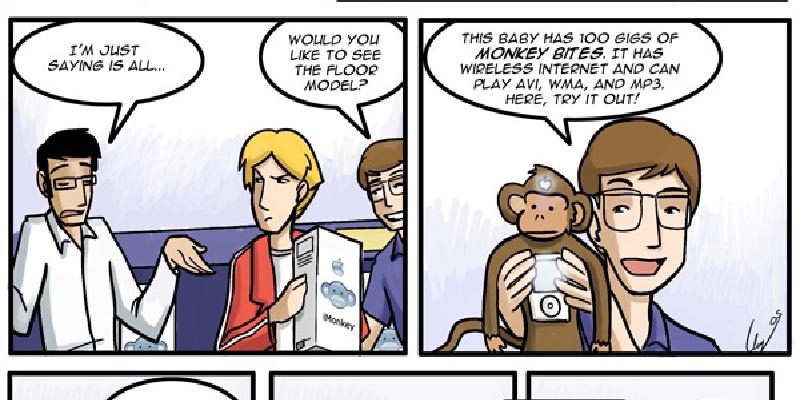 I'M JUST
SAYING IS ALL...
WOULD YOU
LIKE TO SEE
THE FLOOR
MODEL?
iMonkey
THIS BABY HAS 100 GIGS OF
MONKEY BITES. IT HAS
WIRELESS INTERNET AND CAN
PLAY AVI, WMA, AND MP3.
HERE, TRY IT OUT!